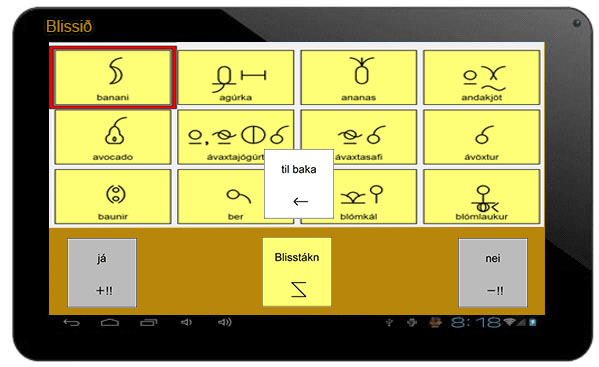 Blissið
banani
agúrka
ananas
andakjöt
avocado
ávaxtajógúrt
ávaxtasafi
ávöxtur
til baka
←
baunir
ber
blómkál
blómlaukur
já
+!!
Blisstákn
nei
−!!
8:18